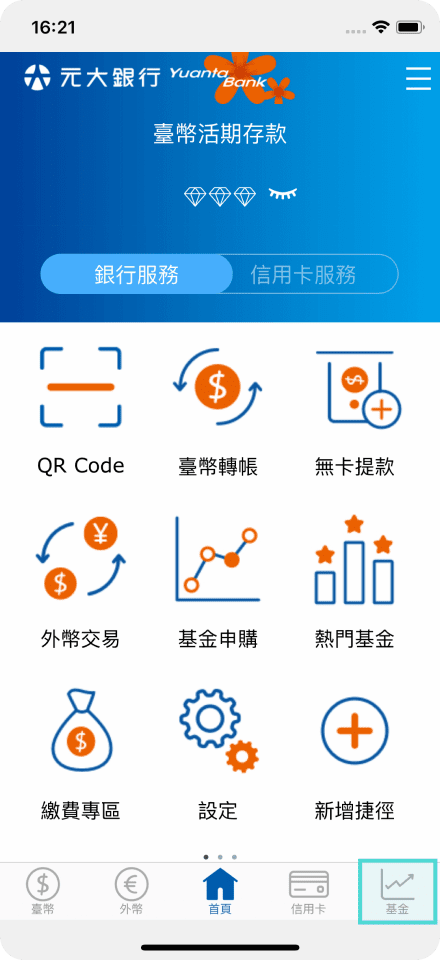 16:21
元大銀行 Yuanta Bank
臺幣活期存款
銀行服務 信用卡服務
QR Code 臺幣轉帳 無卡提款
外幣交易 基金申購 熱門基金
繳費專區 設定 新增捷徑
臺幣 外幣 首頁 信用卡 基金